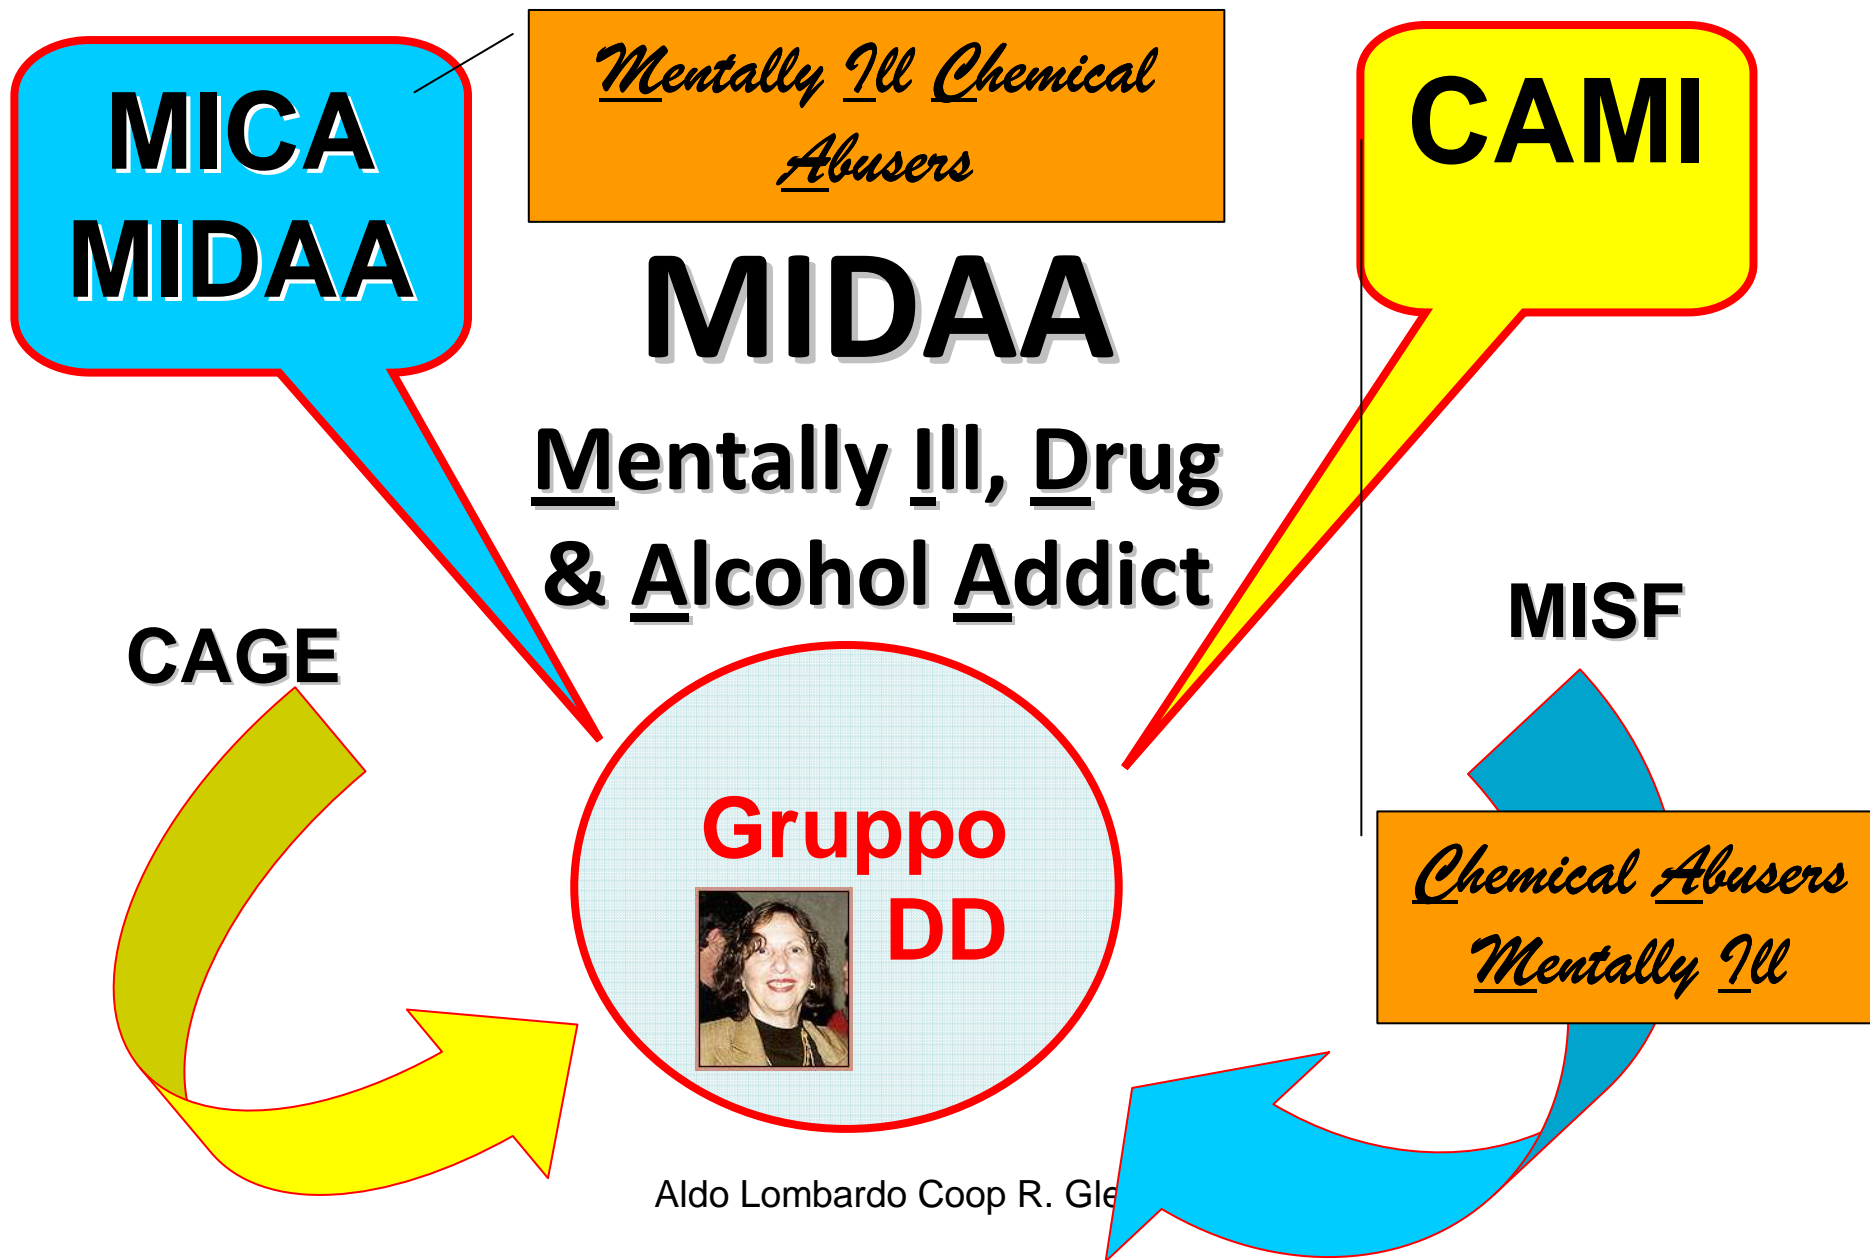 MICA
MIDAA
Mentally Ill Chemical
Abusers
CAMI
MIDAA
Mentally Ill, Drug
& Alcohol Addict
CAGE
MISF
Gruppo
DD
Chemical Abusers
Mentally Ill
Aldo Lombardo Coop R.